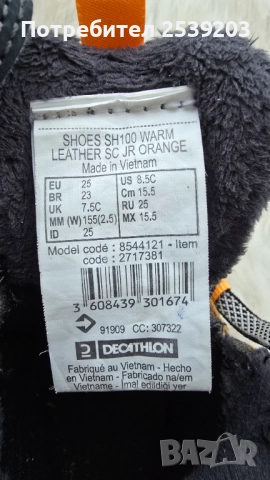 Потребител 20539203
SHOES SH100 WARM
LEATHER SC JR ORANGE
Made in Vietnam
EU 25 US 8.5C
BR 23 Cm 15.5
UK 7.5C RU 25
MM (W) 155(2.5) MX 15.5
ID 25
Model code : 8544121 - Item
code : 2717381
3 608439 301674
91909 CC: 307322
DECATHLON
Fabriqué au Vietnam - Hecho
en Vietnam - Fabricado na/em
Vietname - İmal edildiği yer
bazar